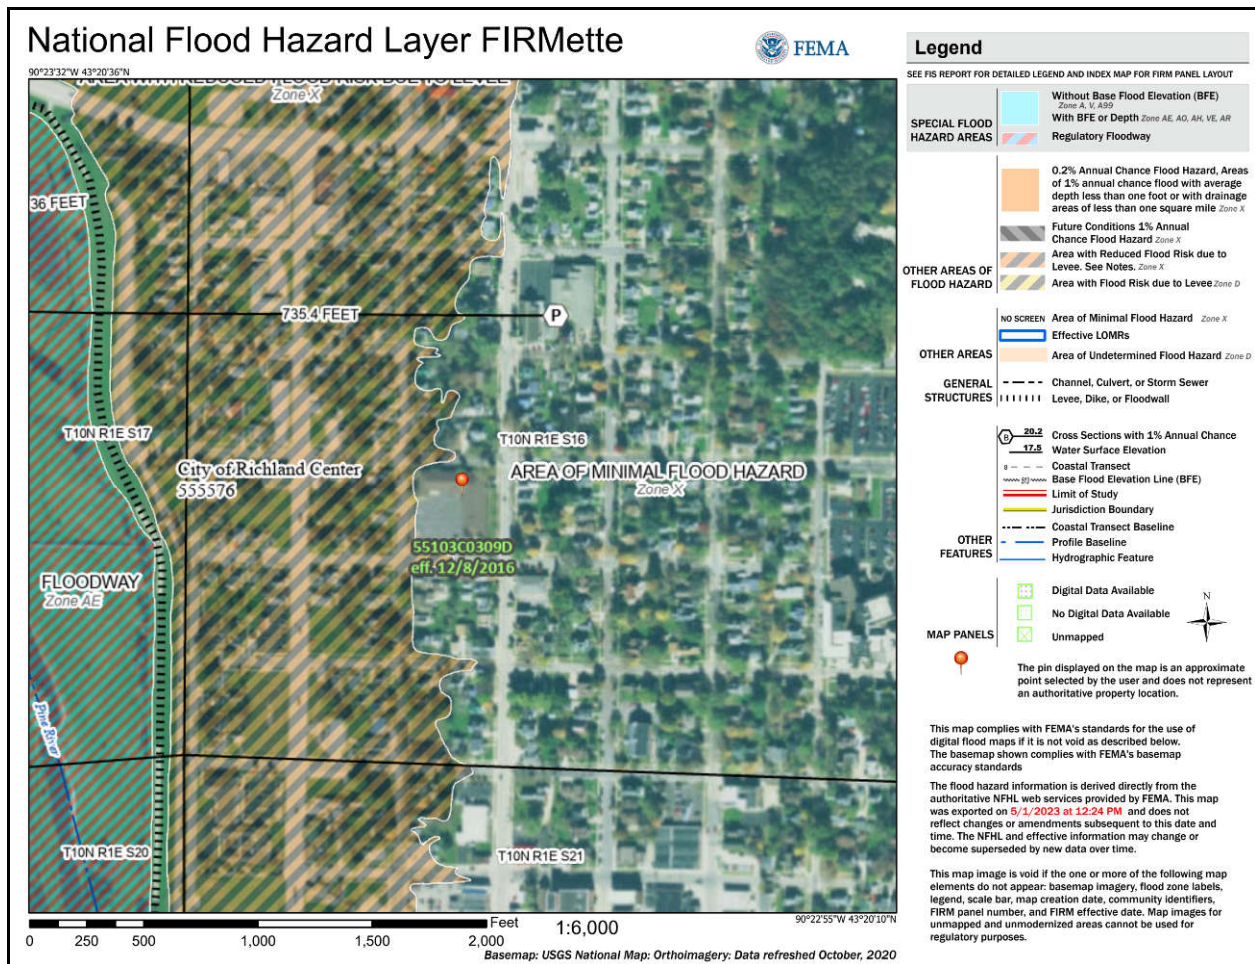 National Flood Hazard Layer FIRMette
FEMA
90°23'32"W 43°20'36"N
AREA WITH REDUCED FLOOD RISK DUE TO LEVEE
Zone X
36 FEET
735.4 FEET
P
T10N R1E S17
T10N R1E S16
City of Richland Center
555576
AREA OF MINIMAL FLOOD HAZARD
Zone X
55103C0309D
eff. 12/8/2016
FLOODWAY
Zone AE
Pine River
T10N R1E S20
T10N R1E S21
90°22'55"W 43°20'10"N
Feet
1:6,000
0 250 500 1,000 1,500 2,000
Basemap: USGS National Map: Orthoimagery: Data refreshed October, 2020
Legend
SEE FIS REPORT FOR DETAILED LEGEND AND INDEX MAP FOR FIRM PANEL LAYOUT
SPECIAL FLOOD
HAZARD AREAS
Without Base Flood Elevation (BFE)
Zone A, V, A99
With BFE or Depth Zone AE, AO, AH, VE, AR
Regulatory Floodway
OTHER AREAS OF
FLOOD HAZARD
0.2% Annual Chance Flood Hazard, Areas
of 1% annual chance flood with average
depth less than one foot or with drainage
areas of less than one square mile Zone X
Future Conditions 1% Annual
Chance Flood Hazard Zone X
Area with Reduced Flood Risk due to
Levee. See Notes. Zone X
Area with Flood Risk due to Levee Zone D
OTHER AREAS
NO SCREEN Area of Minimal Flood Hazard Zone X
Effective LOMRs
Area of Undetermined Flood Hazard Zone D
GENERAL
STRUCTURES
Channel, Culvert, or Storm Sewer
Levee, Dike, or Floodwall
OTHER
FEATURES
B 20.2 Cross Sections with 1% Annual Chance
17.5 Water Surface Elevation
8 Coastal Transect
513 Base Flood Elevation Line (BFE)
Limit of Study
Jurisdiction Boundary
Coastal Transect Baseline
Profile Baseline
Hydrographic Feature
MAP PANELS
Digital Data Available
No Digital Data Available
Unmapped
N
The pin displayed on the map is an approximate
point selected by the user and does not represent
an authoritative property location.
This map complies with FEMA's standards for the use of
digital flood maps if it is not void as described below.
The basemap shown complies with FEMA's basemap
accuracy standards
The flood hazard information is derived directly from the
authoritative NFHL web services provided by FEMA. This map
was exported on 5/1/2023 at 12:24 PM and does not
reflect changes or amendments subsequent to this date and
time. The NFHL and effective information may change or
become superseded by new data over time.
This map image is void if the one or more of the following map
elements do not appear: basemap imagery, flood zone labels,
legend, scale bar, map creation date, community identifiers,
FIRM panel number, and FIRM effective date. Map images for
unmapped and unmodernized areas cannot be used for
regulatory purposes.